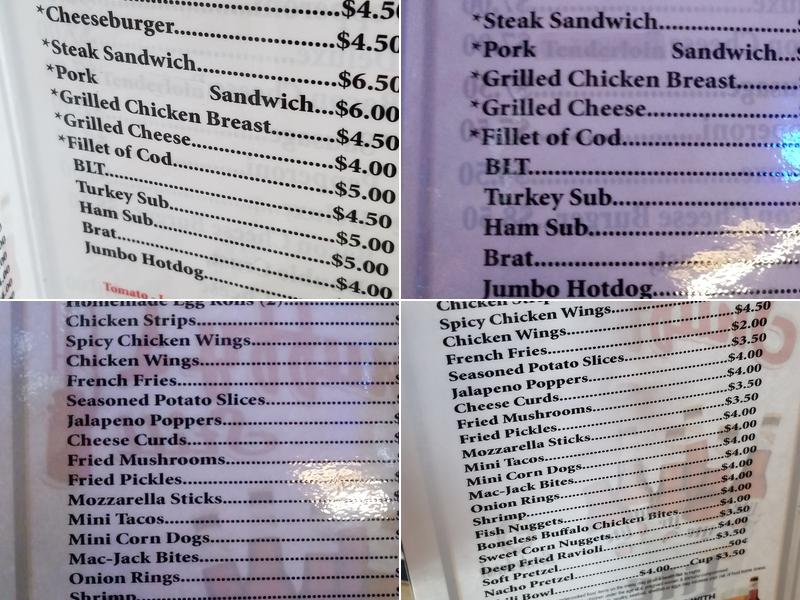 $4.50
*Cheeseburger...$4.50
*Steak Sandwich...$6.50
*Pork Tenderloin Sandwich...$6.00
*Grilled Chicken Breast...$4.50
*Grilled Cheese...$4.00
*Fillet of Cod...$5.00
BLT...$4.50
Turkey Sub...$5.00
Ham Sub...$5.00
Brat...$4.00
Jumbo Hotdog
*Steak Sandwich
*Pork Tenderloin Sandwich
*Grilled Chicken Breast
*Grilled Cheese
*Fillet of Cod
BLT
Turkey Sub
Ham Sub
Brat
Jumbo Hotdog
Homemade Egg Rolls (2)
Chicken Strips
Spicy Chicken Wings
Chicken Wings
French Fries
Seasoned Potato Slices
Jalapeno Poppers
Cheese Curds
Fried Mushrooms
Fried Pickles
Mozzarella Sticks
Mini Tacos
Mini Corn Dogs
Mac-Jack Bites
Onion Rings
Shrimp
Chicken
Spicy Chicken Wings...$4.50
Chicken Wings...$2.00
French Fries...$3.50
Seasoned Potato Slices...$4.00
Jalapeno Poppers...$4.00
Cheese Curds...$3.50
Fried Mushrooms...$3.50
Fried Pickles...$4.00
Mozzarella Sticks...$4.00
Mini Tacos...$4.00
Mini Corn Dogs...$4.00
Mac-Jack Bites...$4.00
Onion Rings...$4.00
Shrimp...$4.00
Fish Nuggets...$3.50
Boneless Buffalo Chicken Bites...$4.00
Sweet Corn Nuggets...$3.50
Deep Fried Ravioli...50¢
Soft Pretzel
Nacho Pretzel...$4.00...Cup $3.50
Bowl